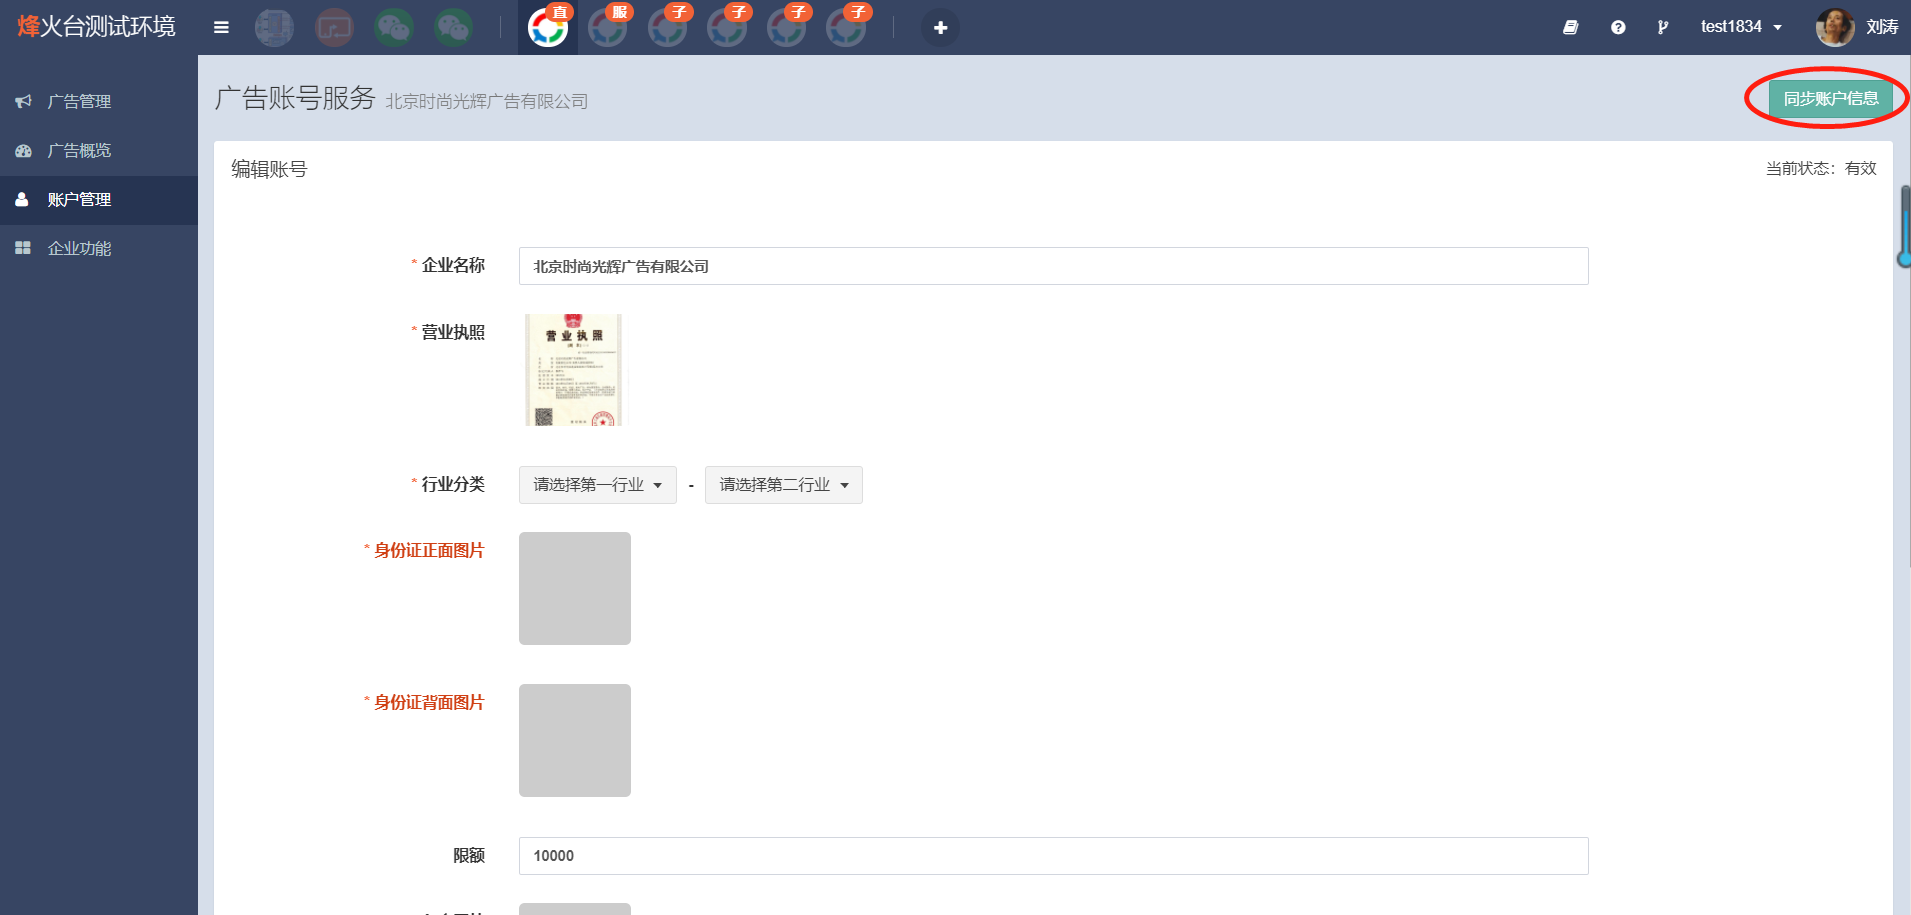 烽火台测试环境
直 服 子 子 子 子
test1834
刘涛
广告管理
广告概览
账户管理
企业功能
广告账号服务 北京时尚光辉广告有限公司
同步账户信息
编辑账号
当前状态：有效
* 企业名称
北京时尚光辉广告有限公司
* 营业执照
营业执照
* 行业分类
请选择第一行业 - 请选择第二行业
* 身份证正面图片
* 身份证背面图片
限额
10000